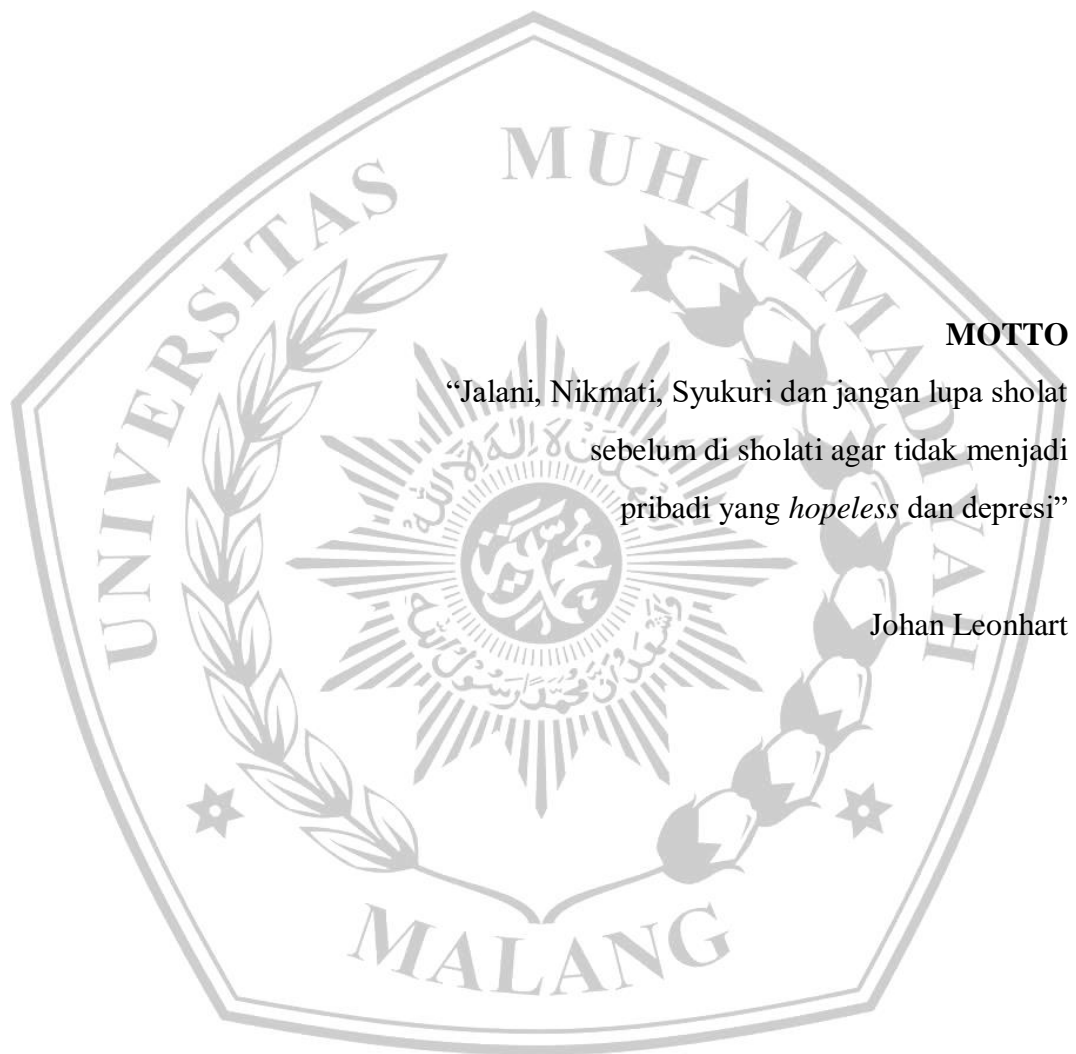 UNIVERSITAS MUHAMMADIYAH
MOTTO
“Jalani, Nikmati, Syukuri dan jangan lupa sholat
sebelum di sholati agar tidak menjadi
pribadi yang hopeless dan depresi”
Johan Leonhart
MALANG